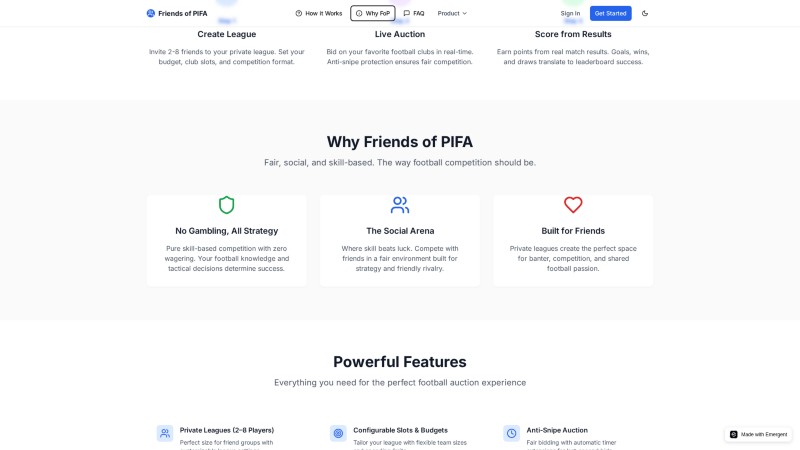 Friends of PIFA
How It Works
Why FoP
FAQ
Product
Sign In
Get Started
Create League
Invite 2-8 friends to your private league. Set your
budget, club slots, and competition format.
Live Auction
Bid on your favorite football clubs in real-time.
Anti-snipe protection ensures fair competition.
Score from Results
Earn points from real match results. Goals, wins,
and draws translate to leaderboard success.
Why Friends of PIFA
Fair, social, and skill-based. The way football competition should be.
No Gambling, All Strategy
Pure skill-based competition with zero
wagering. Your football knowledge and
tactical decisions determine success.
The Social Arena
Where skill beats luck. Compete with
friends in a fair environment built for
strategy and friendly rivalry.
Built for Friends
Private leagues create the perfect space
for banter, competition, and shared
football passion.
Powerful Features
Everything you need for the perfect football auction experience
Private Leagues (2–8 Players)
Perfect size for friend groups with
Configurable Slots & Budgets
Tailor your league with flexible team sizes
Anti-Snipe Auction
Fair bidding with automatic timer
Made with Emergent